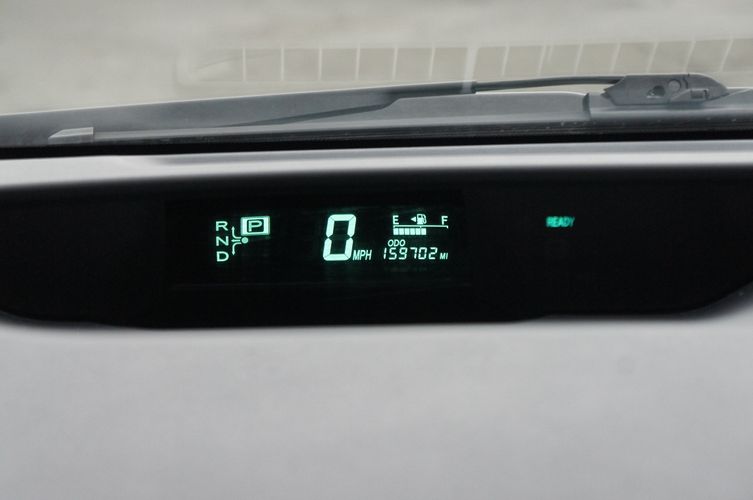 R P
N
D
0 MPH
E F
ODO
159702 MI
READY